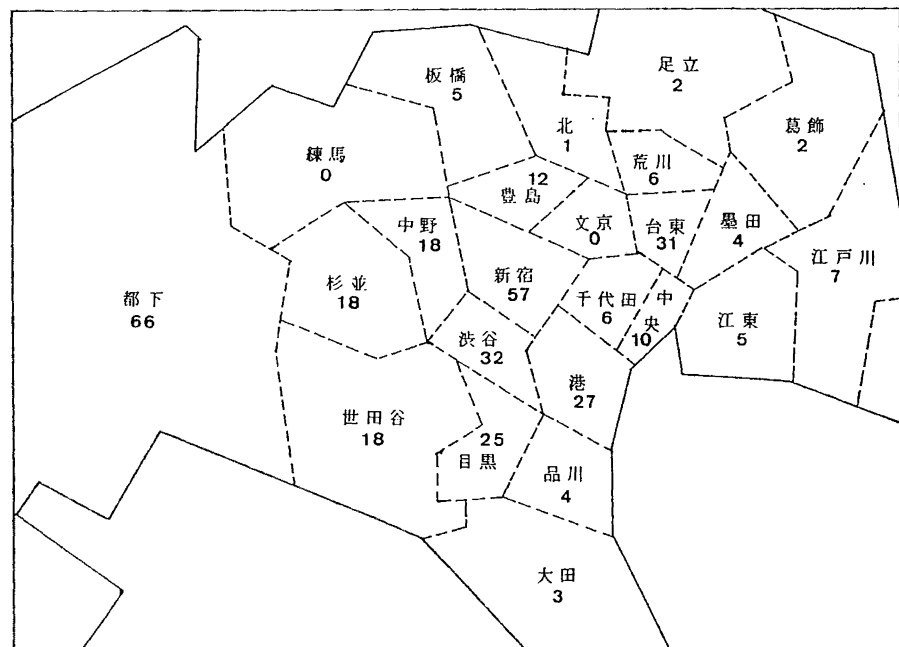 足立
2
板橋
5
葛飾
2
北
1
練馬
0
荒川
6
12
豊島
文京
0
台東
31
墨田
4
中野
18
江戸川
7
新宿
57
杉並
18
千代田
6
中央
10
都下
66
江東
5
渋谷
32
港
27
世田谷
18
25
目黒
品川
4
大田
3